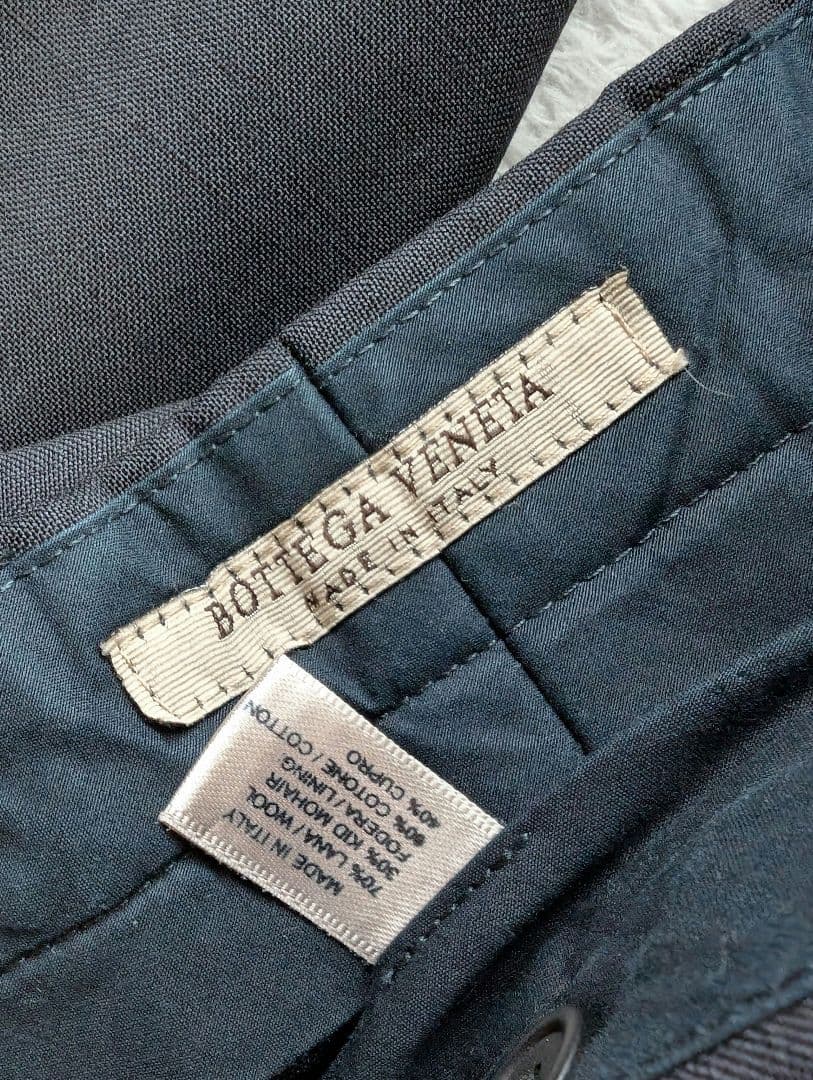 BOTTEGA VENETA
MADE IN ITALY
MADE IN ITALY
70% LANA / WOOL
30% KID MOHAIR
FODERA / LINING
60% COTONE / COTTON
40% CUPRO